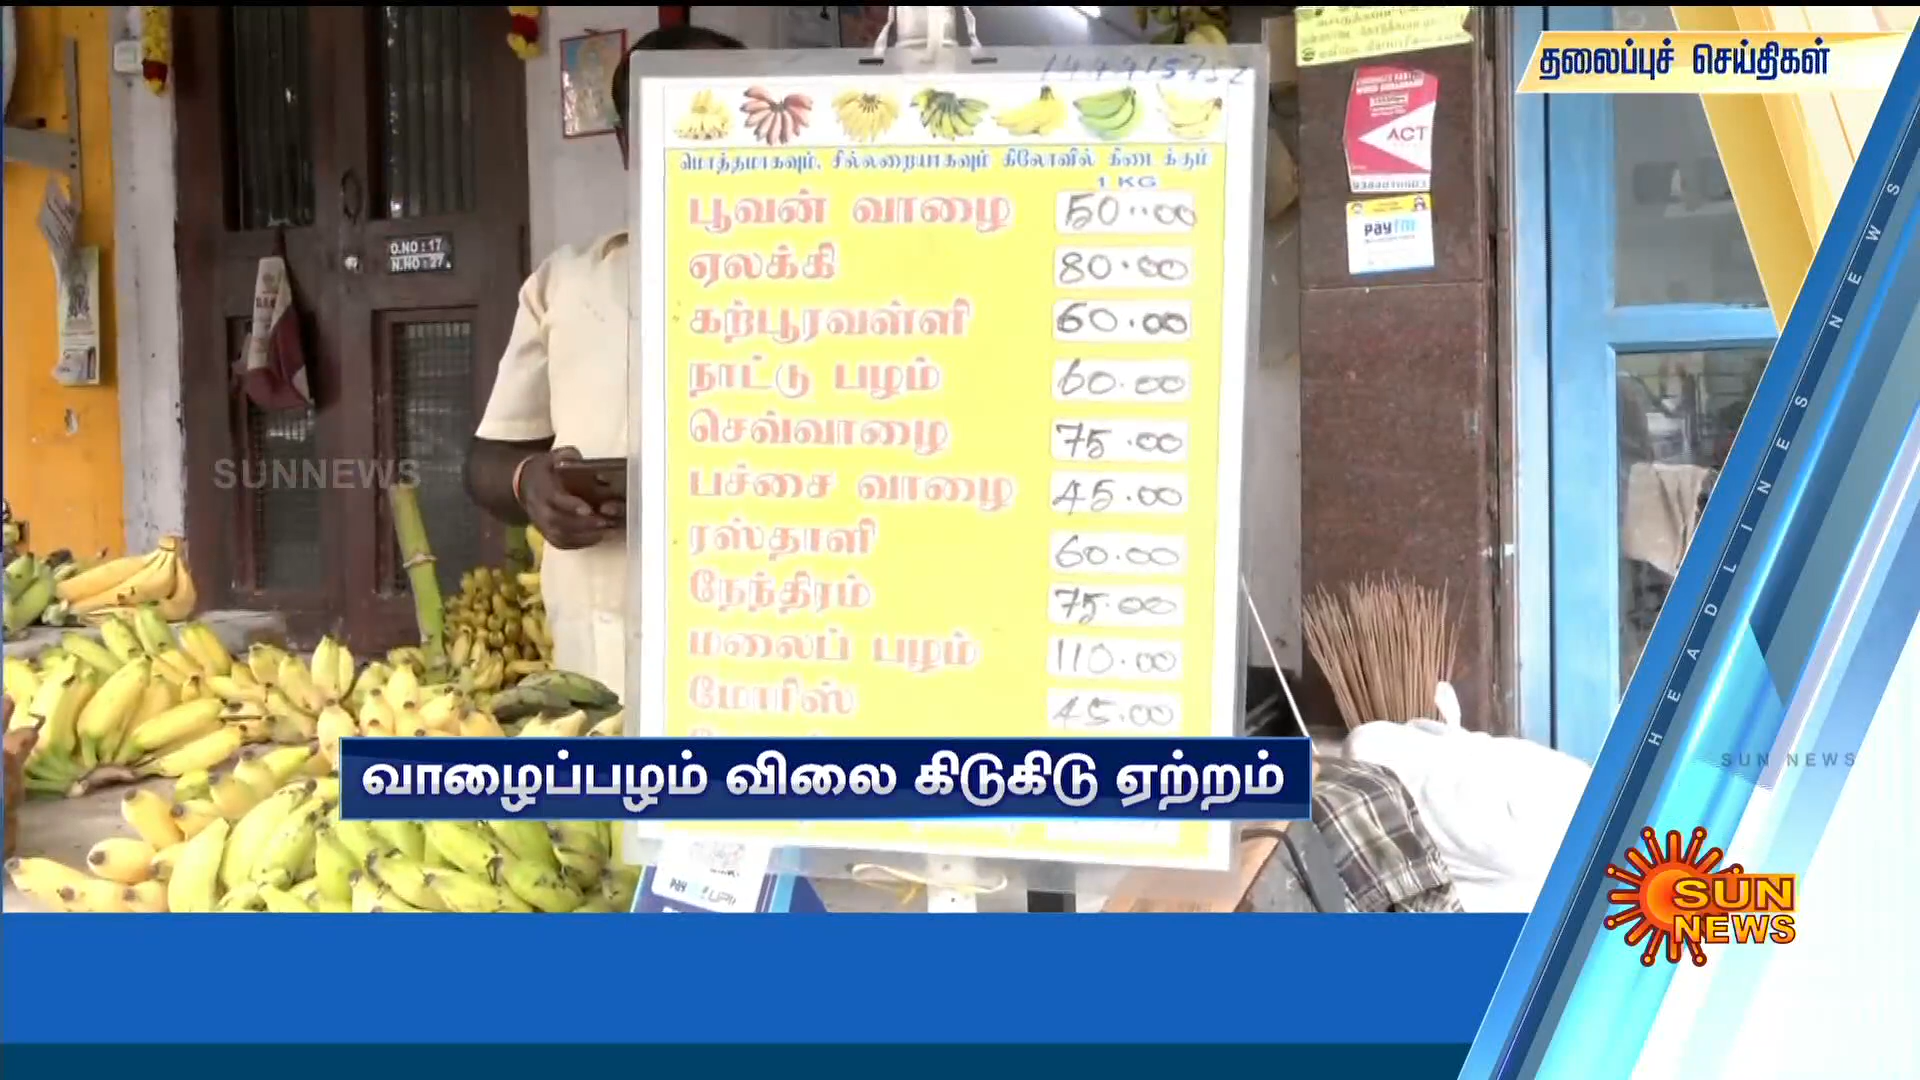 தலைப்புச் செய்திகள்
மொத்தமாகவும், சில்லறையாகவும் கிலோவில் கிடைக்கும்
1 KG
பூவன் வாழை 50.00
ஏலக்கி 80.00
கற்பூரவள்ளி 60.00
நாட்டு பழம் 60.00
செவ்வாழை 75.00
பச்சை வாழை 45.00
ரஸ்தாளி 60.00
நேந்திரம் 75.00
மலைப் பழம் 110.00
மோரிஸ் 45.00
O.NO : 17
N.NO : 27
ACT
paytm
SUNNEWS
வாழைப்பழம் விலை கிடுகிடு ஏற்றம்
HEADLINES NEWS
SUN NEWS
SUN
NEWS